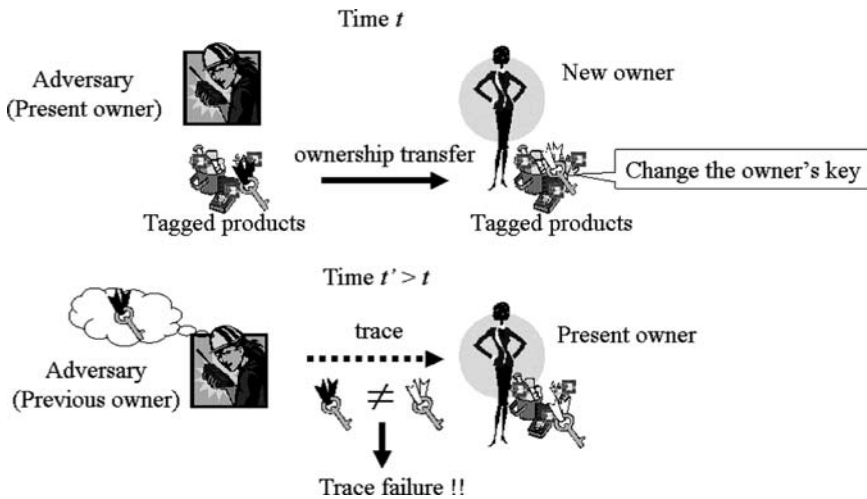 Time t
Adversary
(Present owner)
New owner
ownership transfer
Change the owner's key
Tagged products
Tagged products
Time t' > t
trace
Present owner
Adversary
(Previous owner)
≠
Trace failure !!